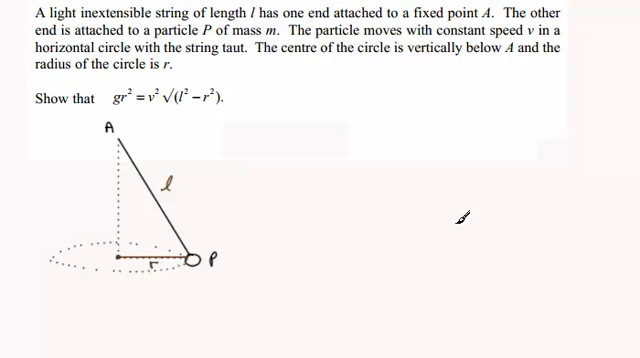 A light inextensible string of length l has one end attached to a fixed point A. The other
end is attached to a particle P of mass m. The particle moves with constant speed v in a
horizontal circle with the string taut. The centre of the circle is vertically below A and the
radius of the circle is r.
Show that gr² = v² √(l² – r²).
A
l
r
P